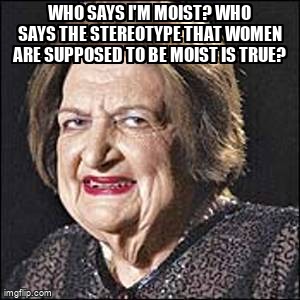 WHO SAYS I'M MOIST? WHO
SAYS THE STEREOTYPE THAT WOMEN
ARE SUPPOSED TO BE MOIST IS TRUE?
imgflip.com